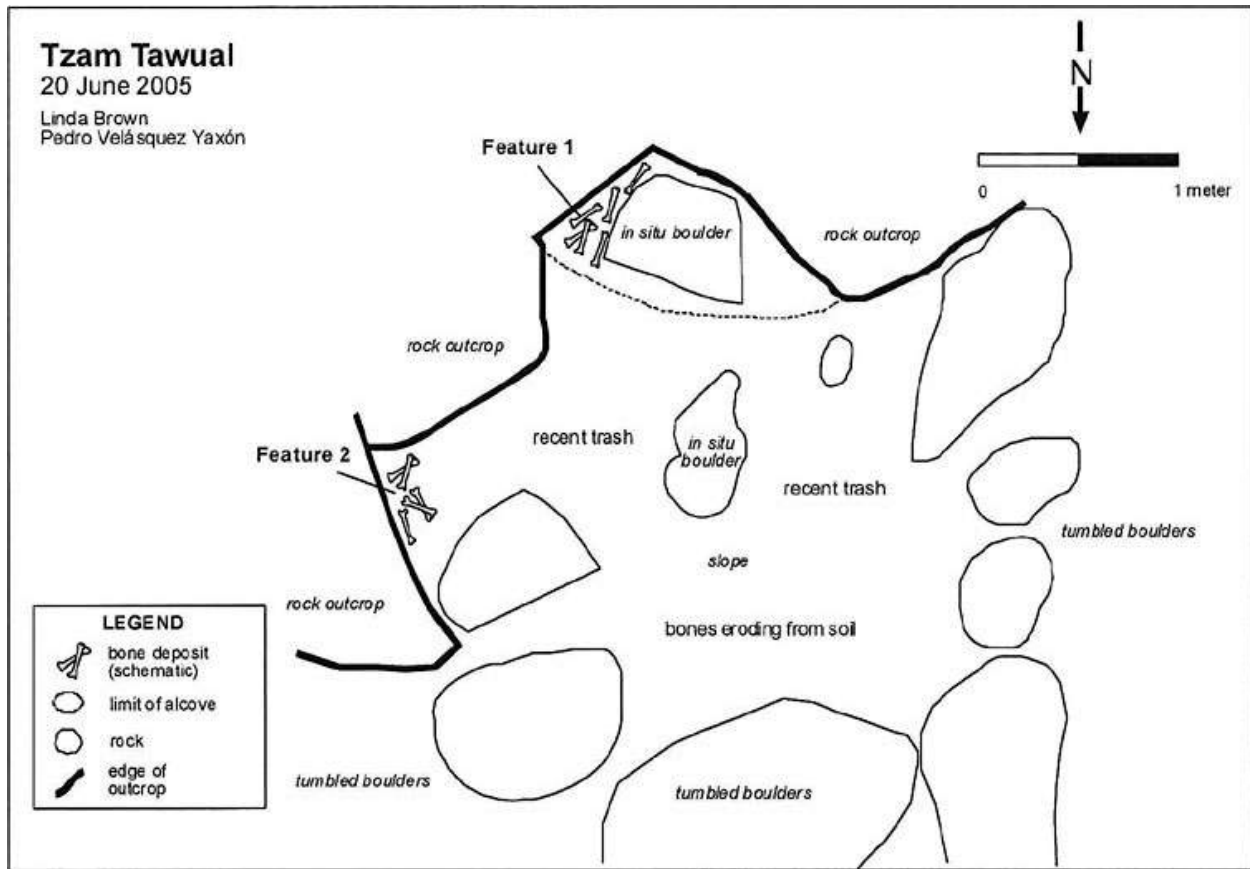 Tzam Tawual
20 June 2005
Linda Brown
Pedro Velásquez Yaxón
N
0
1 meter
Feature 1
in situ boulder
rock outcrop
rock outcrop
recent trash
in situ
boulder
recent trash
Feature 2
tumbled boulders
slope
rock outcrop
bones eroding from soil
LEGEND
bone deposit
(schematic)
limit of alcove
rock
edge of
outcrop
tumbled boulders
tumbled boulders